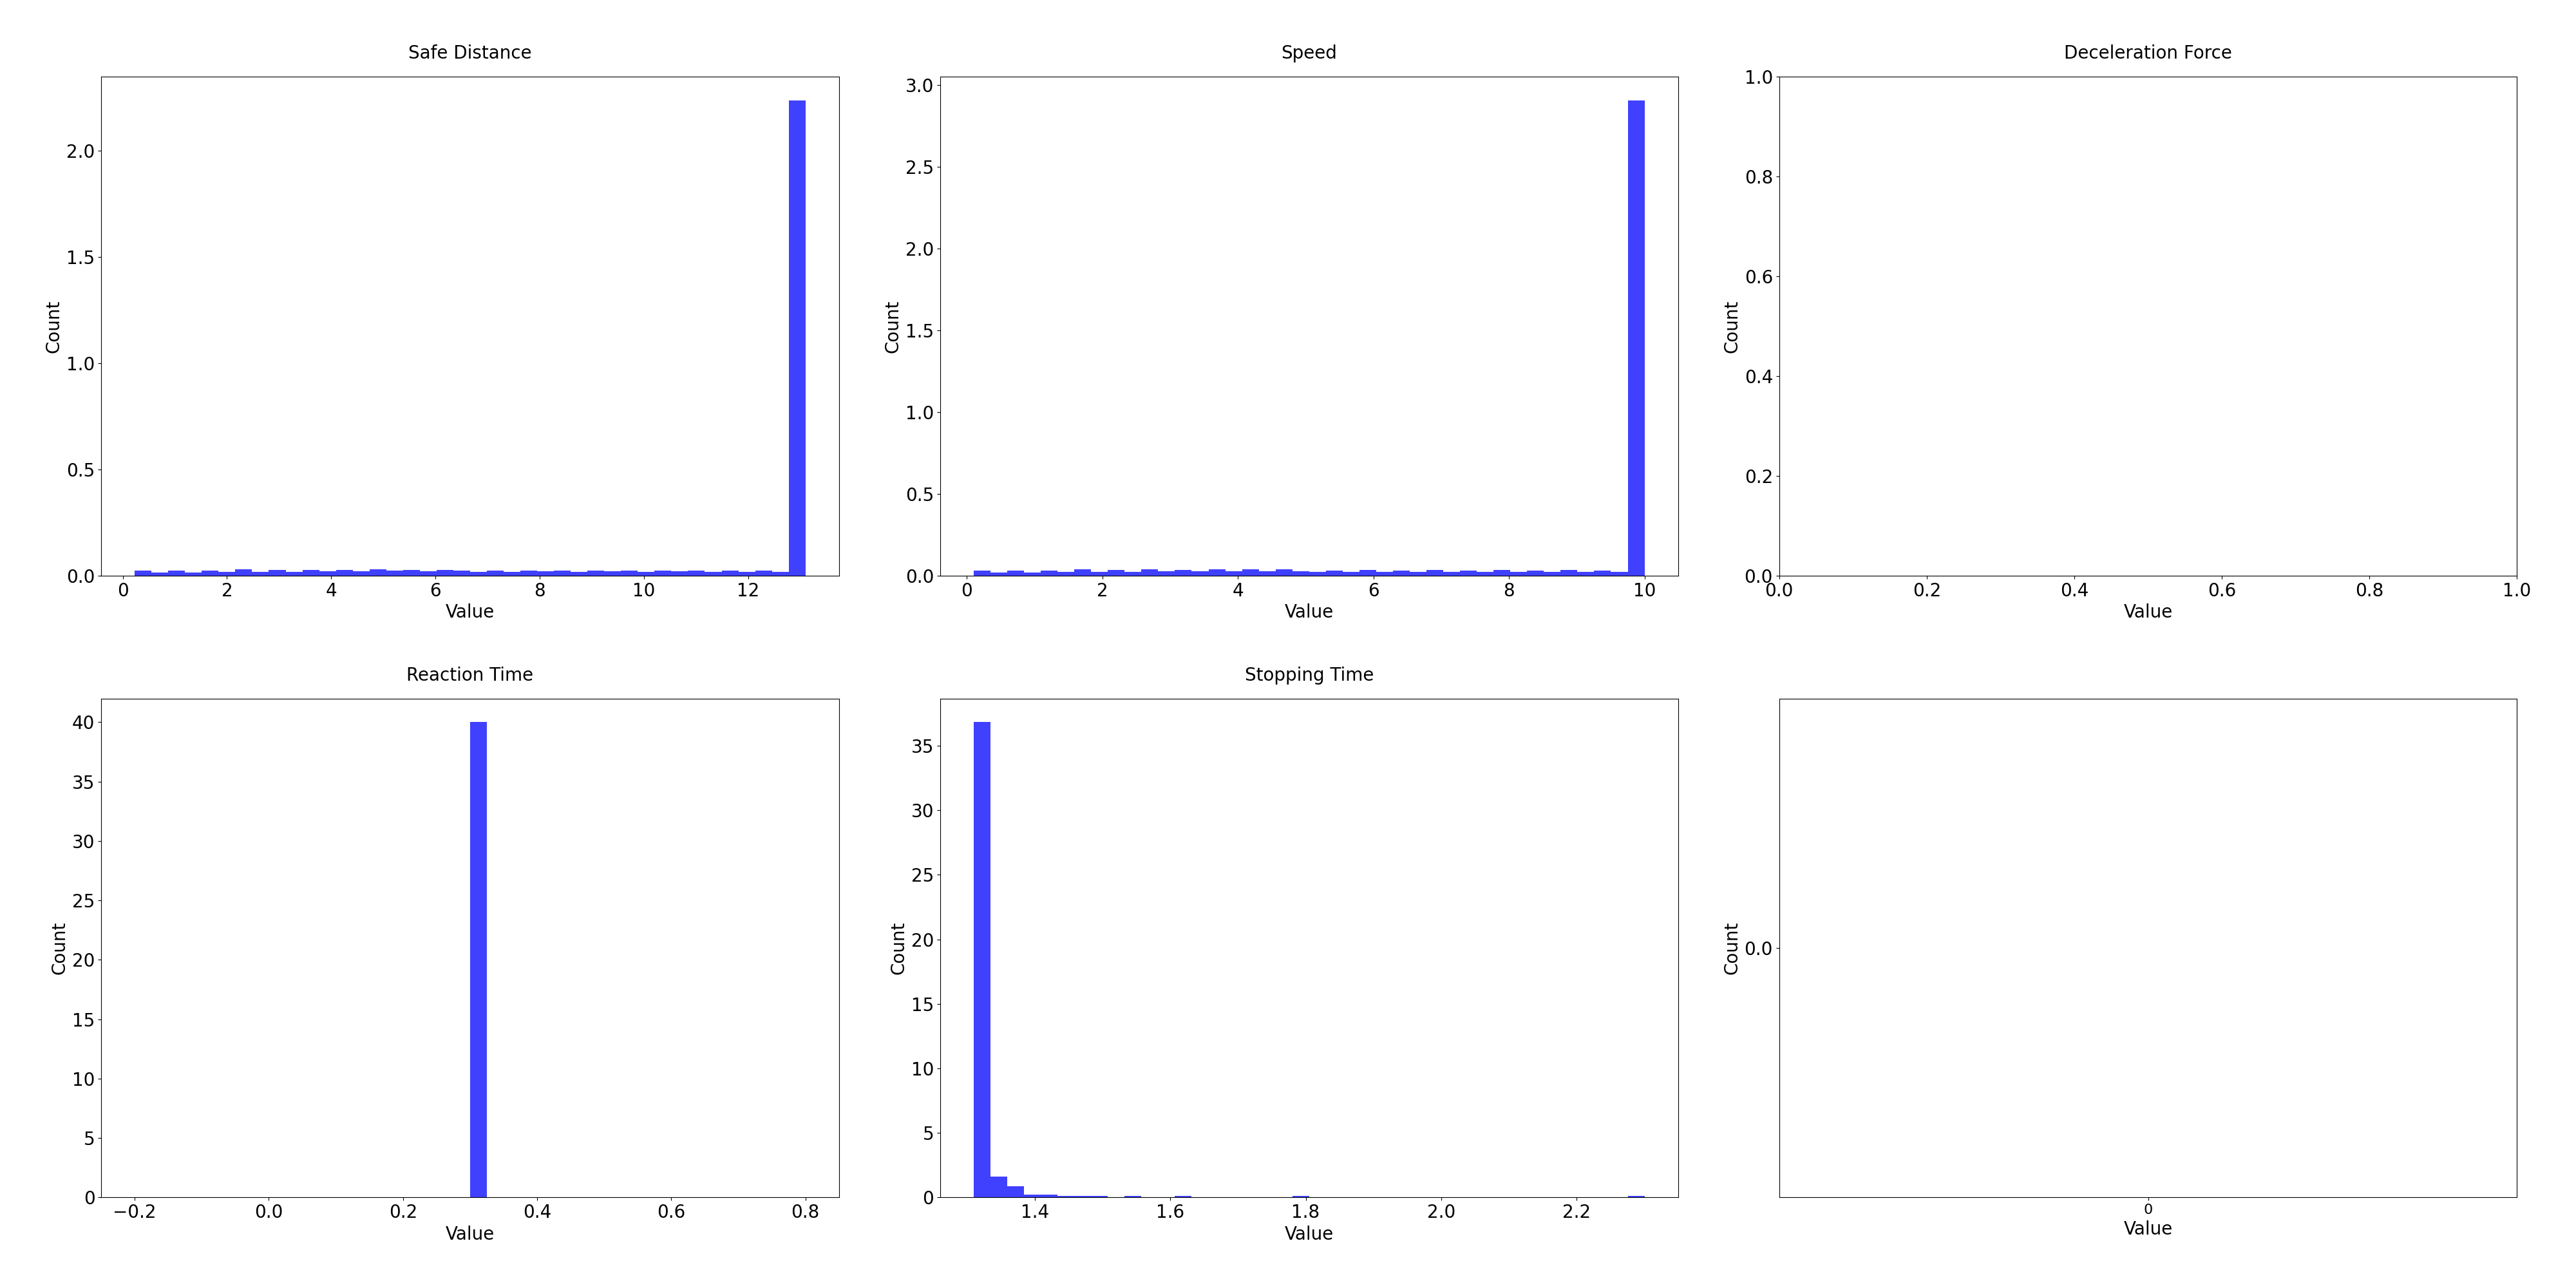 Safe Distance
Speed
Deceleration Force
Count
2.0
1.5
1.0
0.5
0.0
0 2 4 6 8 10 12
Value
Count
3.0
2.5
2.0
1.5
1.0
0.5
0.0
0 2 4 6 8 10
Value
Count
1.0
0.8
0.6
0.4
0.2
0.0
0.0 0.2 0.4 0.6 0.8 1.0
Value
Reaction Time
Stopping Time
Count
40
35
30
25
20
15
10
5
0
−0.2 0.0 0.2 0.4 0.6 0.8
Value
Count
35
30
25
20
15
10
5
0
1.4 1.6 1.8 2.0 2.2
Value
Count
0.0
0
Value